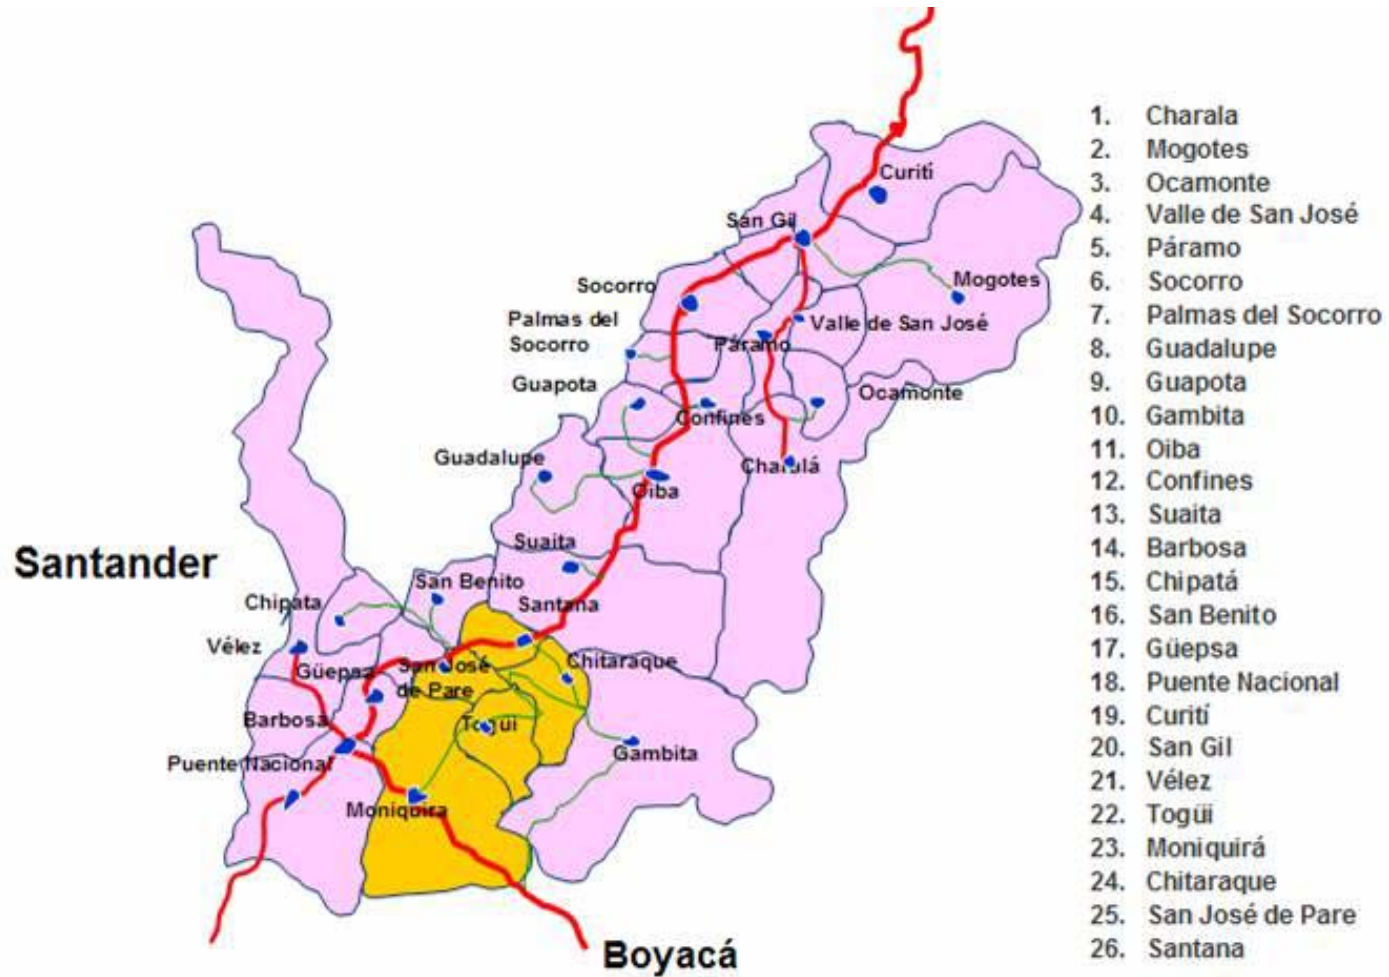 Curití
San Gil
Mogotes
Socorro
Palmas del
Socorro
Valle de San José
Páramo
Guapota
Ocamonte
Confines
Guadalupe
Charalá
Oiba
Santander
Suaita
San Benito
Chipata
Santana
Vélez
Chitaraque
Güepsa
San José
de Pare
Barbosa
Togüi
Puente Nacional
Gambita
Moniquira
Boyacá
1. Charala
2. Mogotes
3. Ocamonte
4. Valle de San José
5. Páramo
6. Socorro
7. Palmas del Socorro
8. Guadalupe
9. Guapota
10. Gambita
11. Oiba
12. Confines
13. Suaita
14. Barbosa
15. Chipatá
16. San Benito
17. Güepsa
18. Puente Nacional
19. Curití
20. San Gil
21. Vélez
22. Togüi
23. Moniquirá
24. Chitaraque
25. San José de Pare
26. Santana